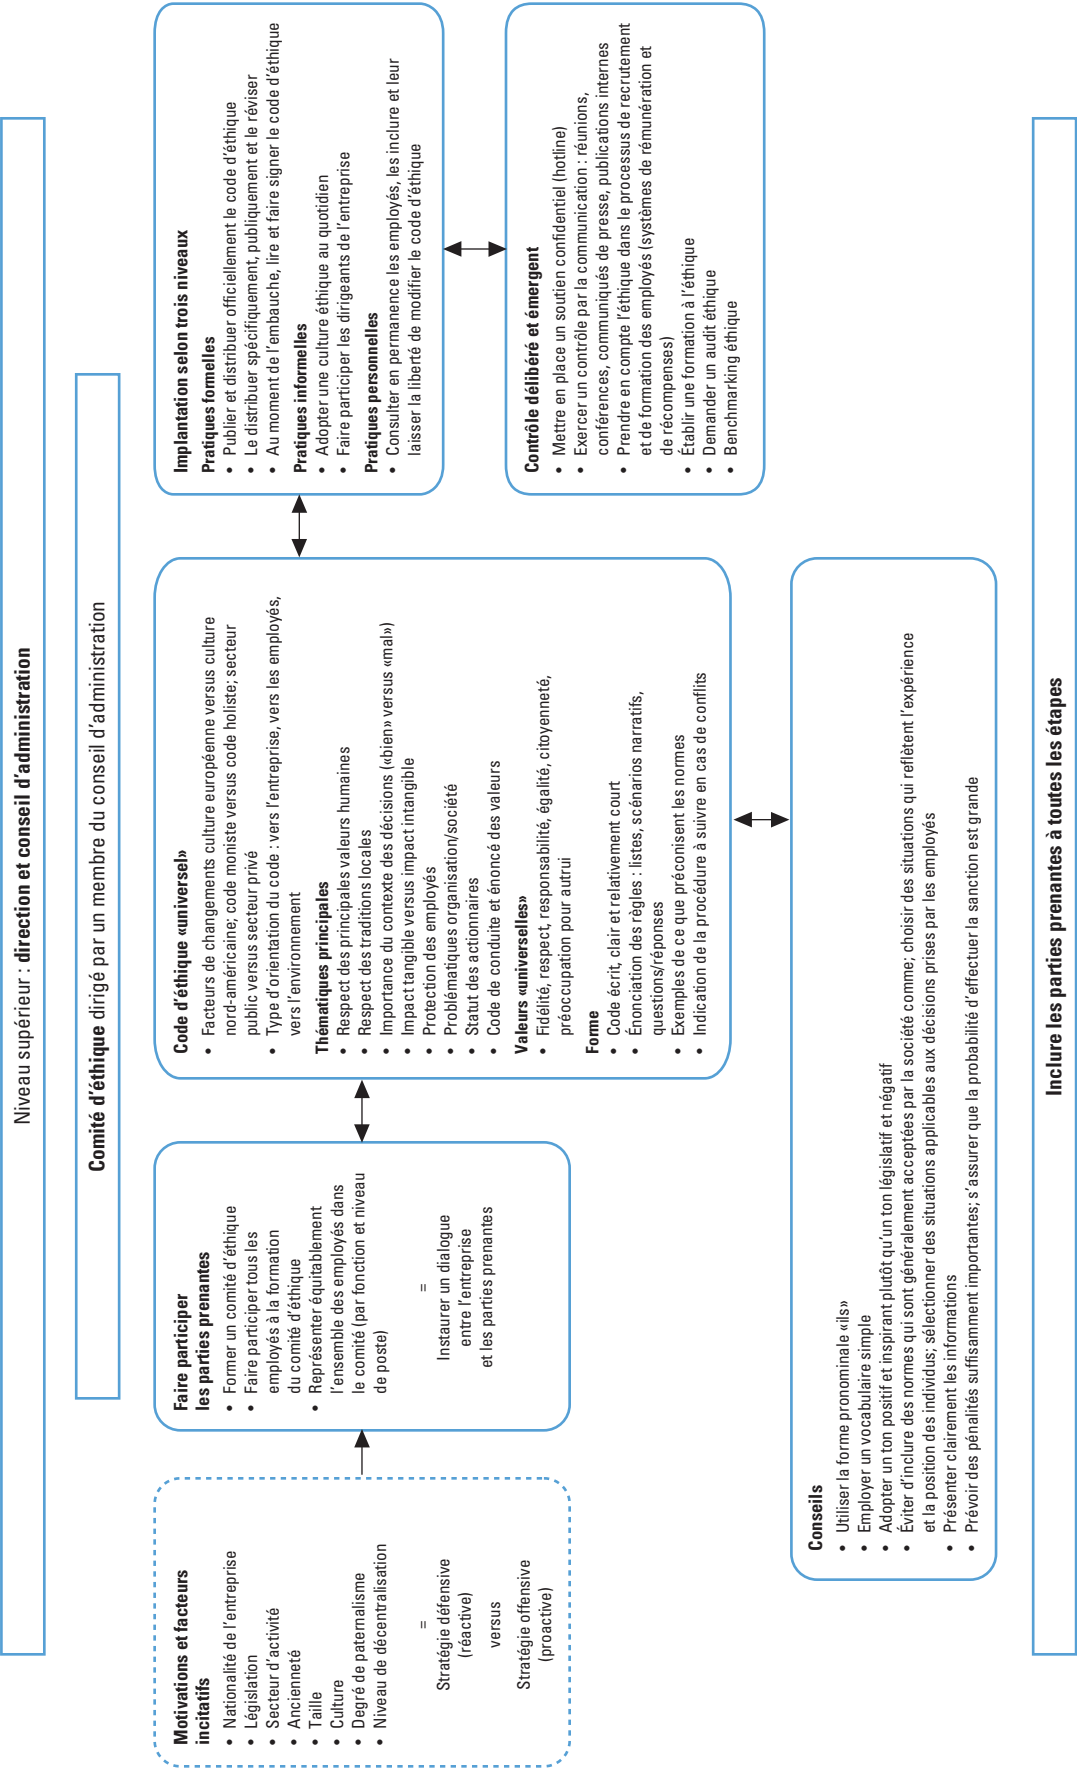 Niveau supérieur : direction et conseil d’administration
Comité d’éthique dirigé par un membre du conseil d’administration
Motivations et facteurs
incitatifs
• Nationalité de l’entreprise
• Législation
• Secteur d’activité
• Ancienneté
• Taille
• Culture
• Degré de paternalisme
• Niveau de décentralisation
=
Stratégie défensive
(réactive)
versus
Stratégie offensive
(proactive)
Faire participer
les parties prenantes
• Former un comité d’éthique
• Faire participer tous les
employés à la formation
du comité d’éthique
• Représenter équitablement
l’ensemble des employés dans
le comité (par fonction et niveau
de poste)
=
Instaurer un dialogue
entre l’entreprise
et les parties prenantes
Code d’éthique «universel»
• Facteurs de changements culture européenne versus culture
nord-américaine; code moniste versus code holiste; secteur
public versus secteur privé
• Type d’orientation du code : vers l’entreprise, vers les employés,
vers l’environnement
Thématiques principales
• Respect des principales valeurs humaines
• Respect des traditions locales
• Importance du contexte des décisions («bien» versus «mal»)
• Impact tangible versus impact intangible
• Protection des employés
• Problématiques organisation/société
• Statut des actionnaires
• Code de conduite et énoncé des valeurs
Valeurs «universelles»
• Fidélité, respect, responsabilité, égalité, citoyenneté,
préoccupation pour autrui
Forme
• Code écrit, clair et relativement court
• Énonciation des règles : listes, scénarios narratifs,
questions/réponses
• Exemples de ce que préconisent les normes
• Indication de la procédure à suivre en cas de conflits
Implantation selon trois niveaux
Pratiques formelles
• Publier et distribuer officiellement le code d’éthique
• Le distribuer spécifiquement, publiquement et le réviser
• Au moment de l’embauche, lire et faire signer le code d’éthique
Pratiques informelles
• Adopter une culture éthique au quotidien
• Faire participer les dirigeants de l’entreprise
Pratiques personnelles
• Consulter en permanence les employés, les inclure et leur
laisser la liberté de modifier le code d’éthique
Contrôle délibéré et émergent
• Mettre en place un soutien confidentiel (hotline)
• Exercer un contrôle par la communication : réunions,
conférences, communiqués de presse, publications internes
• Prendre en compte l’éthique dans le processus de recrutement
et de formation des employés (systèmes de rémunération et
de récompenses)
• Établir une formation à l’éthique
• Demander un audit éthique
• Benchmarking éthique
Conseils
• Utiliser la forme pronominale «ils»
• Employer un vocabulaire simple
• Adopter un ton positif et inspirant plutôt qu’un ton législatif et négatif
• Éviter d’inclure des normes qui sont généralement acceptées par la société comme; choisir des situations qui reflètent l’expérience
et la position des individus; sélectionner des situations applicables aux décisions prises par les employés
• Présenter clairement les informations
• Prévoir des pénalités suffisamment importantes; s’assurer que la probabilité d’effectuer la sanction est grande
Inclure les parties prenantes à toutes les étapes